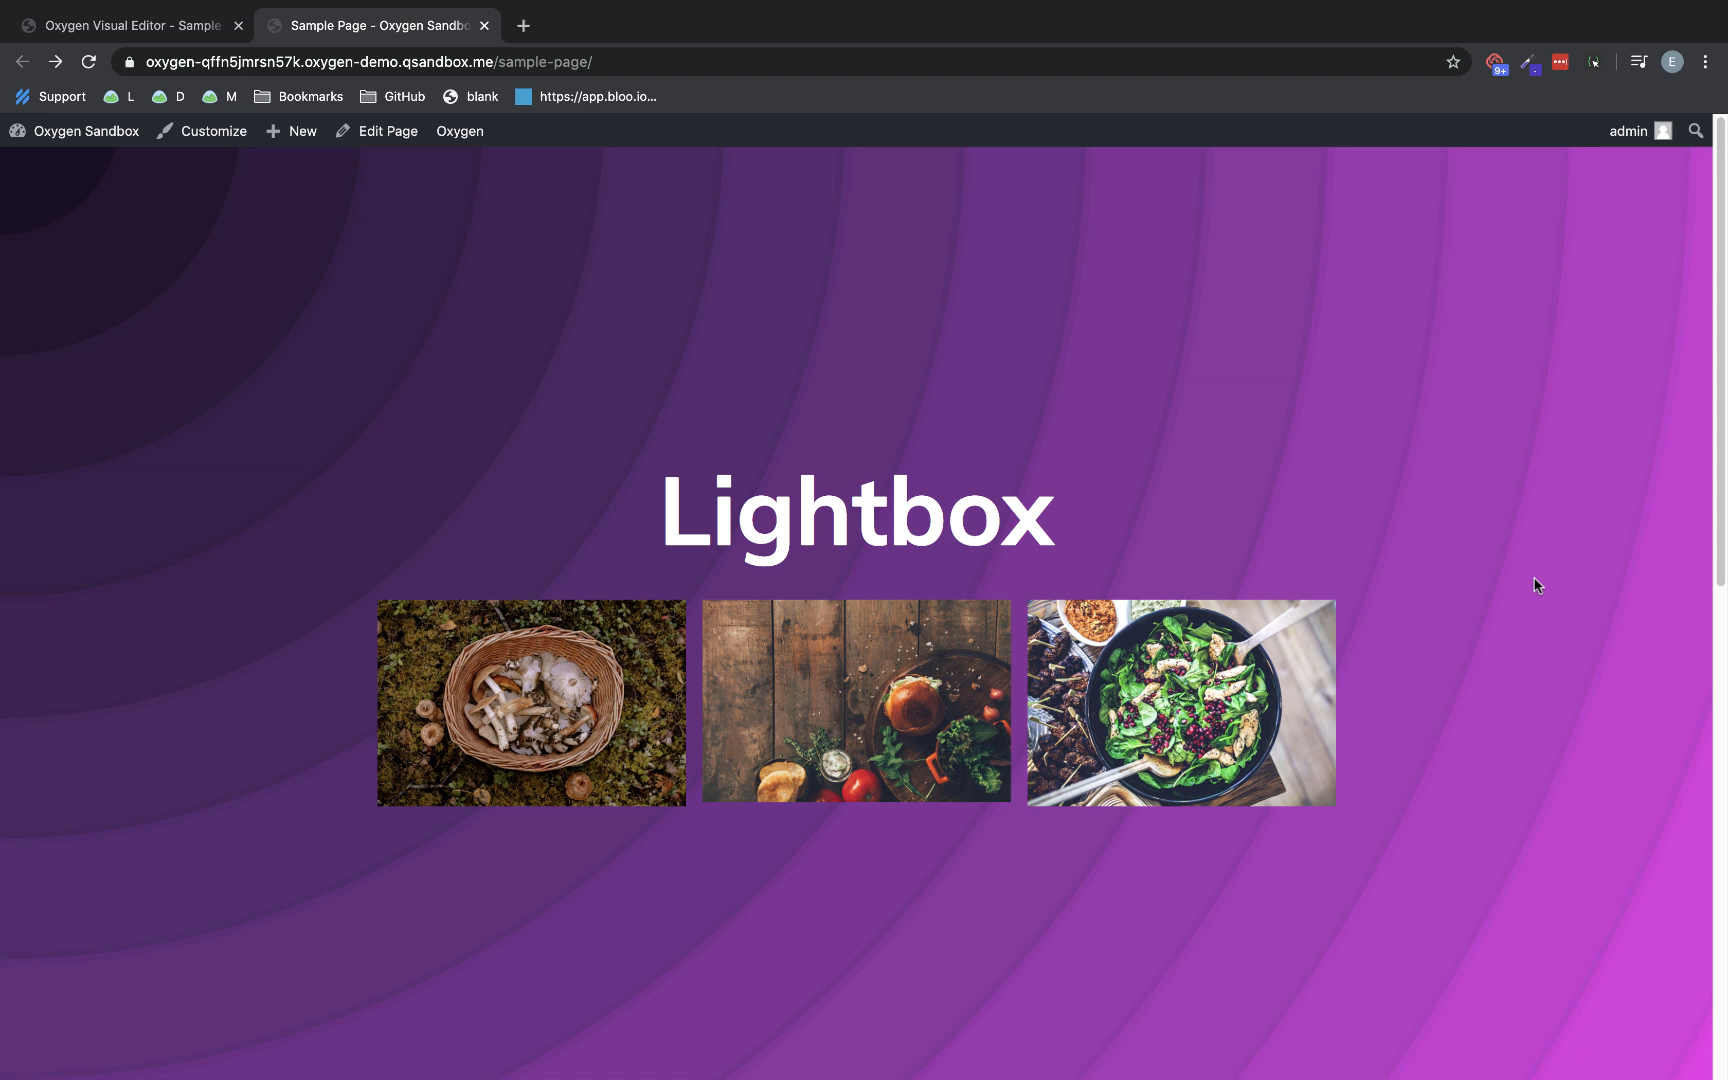 Oxygen Visual Editor - Sample
Sample Page - Oxygen Sandbo
oxygen-qffn5jmrsn57k.oxygen-demo.qsandbox.me/sample-page/
9+
E
Support L D M Bookmarks GitHub blank https://app.bloo.io...
Oxygen Sandbox Customize New Edit Page Oxygen admin
Lightbox